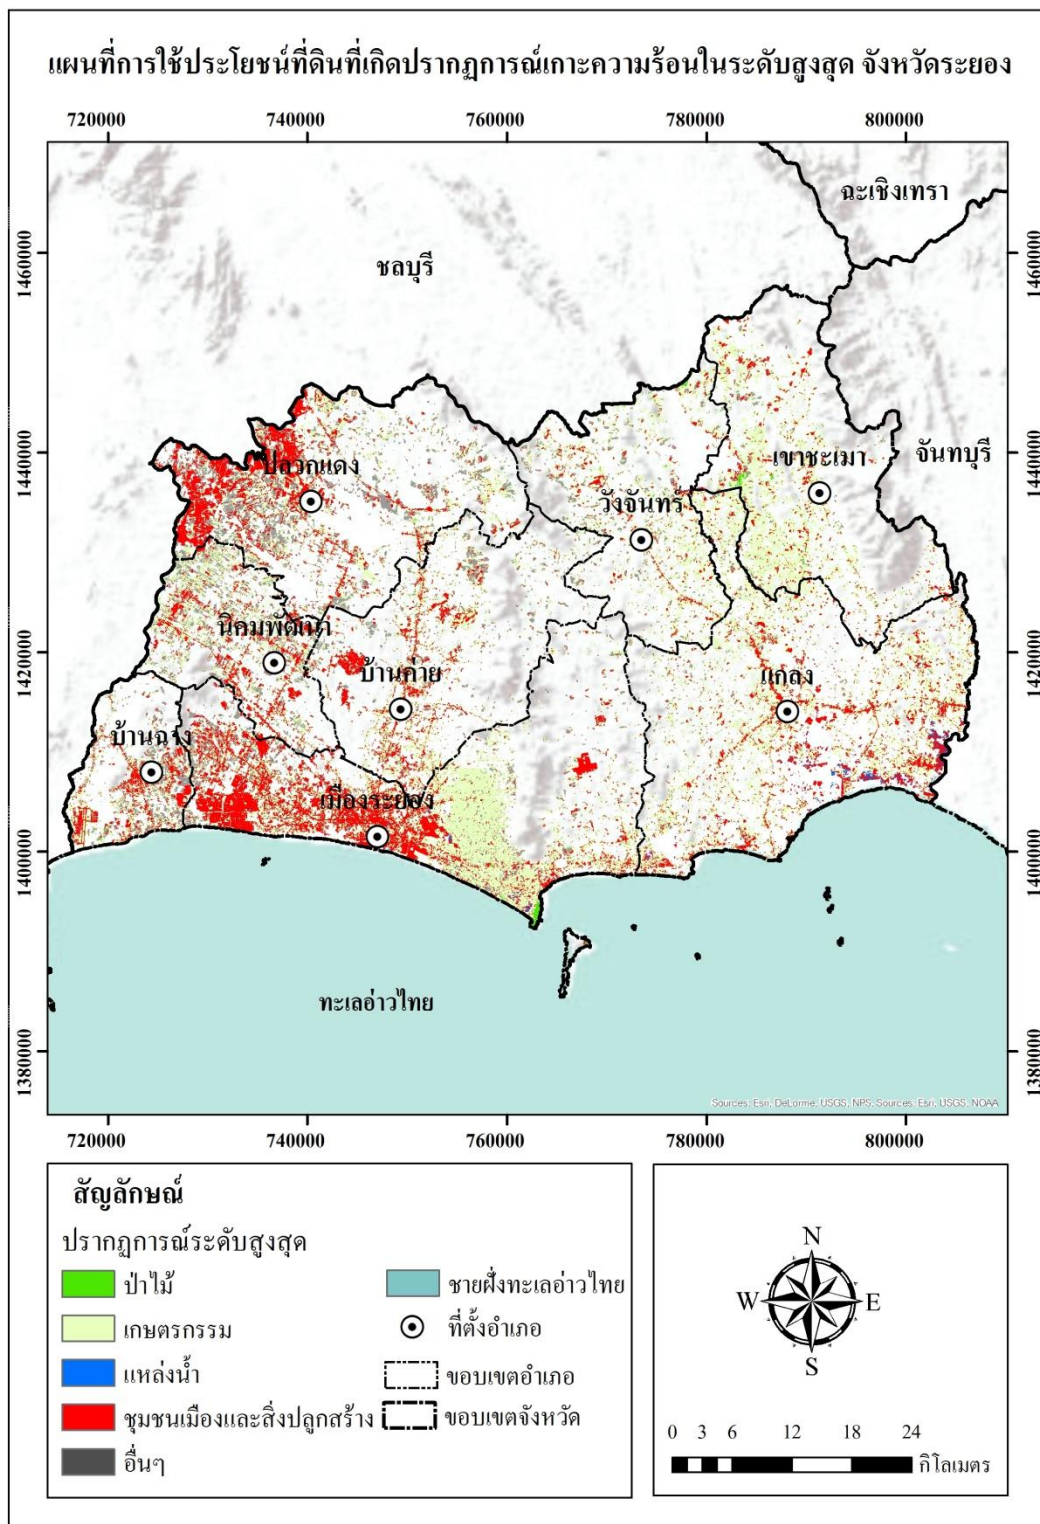 แผนที่การใช้ประโยชน์ที่ดินที่เกิดปรากฏการณ์เกาะความร้อนในระดับสูงสุด จังหวัดระยอง
720000 740000 760000 780000 800000
ฉะเชิงเทรา
1460000 1460000
ชลบุรี
1440000 1440000
ปลวกแดง
เขาชะเมา
จันทบุรี
วังจันทร์
นิคมพัฒนา
1420000 1420000
บ้านค่าย
แกลง
บ้านฉาง
เมืองระยอง
1400000 1400000
ทะเลอ่าวไทย
1380000 1380000
Sources: Esri, DeLorme, USGS, NPS, Sources: Esri, USGS, NOAA
720000 740000 760000 780000 800000
สัญลักษณ์
ปรากฏการณ์ระดับสูงสุด
ป่าไม้
เกษตรกรรม
แหล่งน้ำ
ชุมชนเมืองและสิ่งปลูกสร้าง
อื่นๆ
ชายฝั่งทะเลอ่าวไทย
ที่ตั้งอำเภอ
ขอบเขตอำเภอ
ขอบเขตจังหวัด
N
W E
S
0 3 6 12 18 24
กิโลเมตร